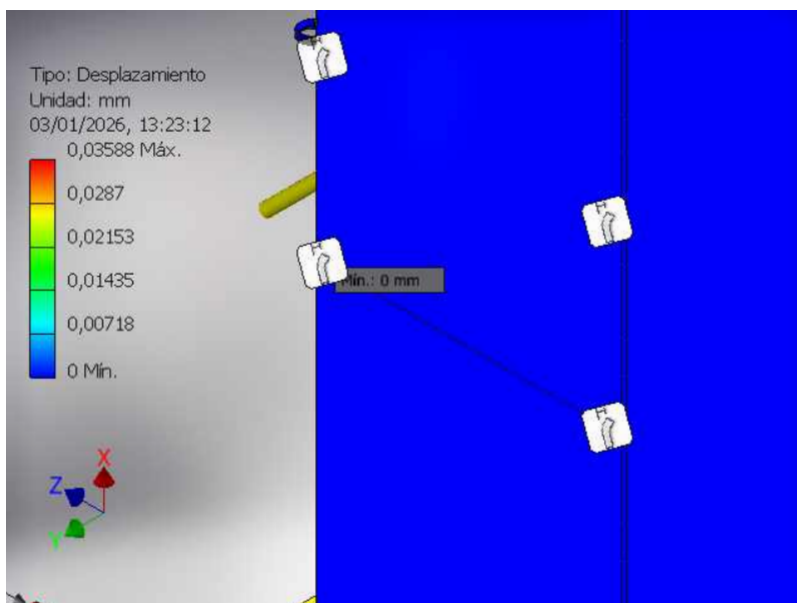 Tipo: Desplazamiento
Unidad: mm
03/01/2026, 13:23:12
0,03588 Máx.
0,0287
0,02153
0,01435
0,00718
0 Mín.
Mín.: 0 mm
X
Z
Y